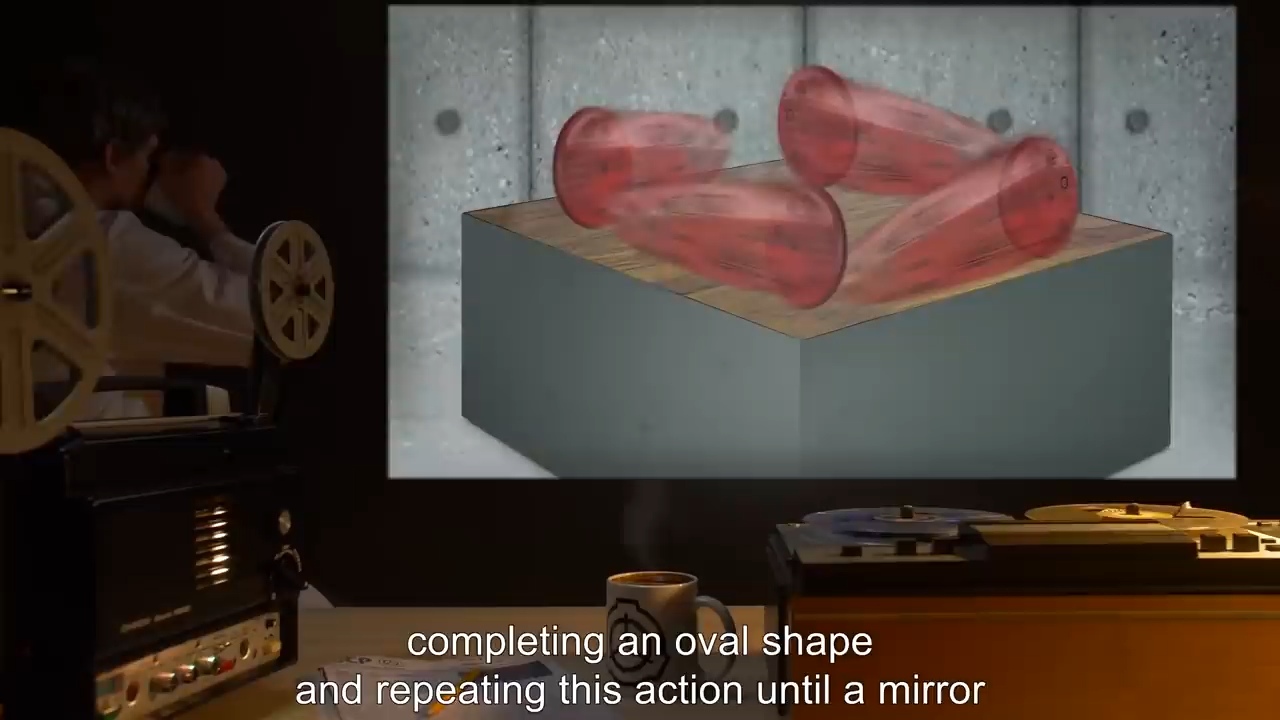 completing an oval shape
and repeating this action until a mirror